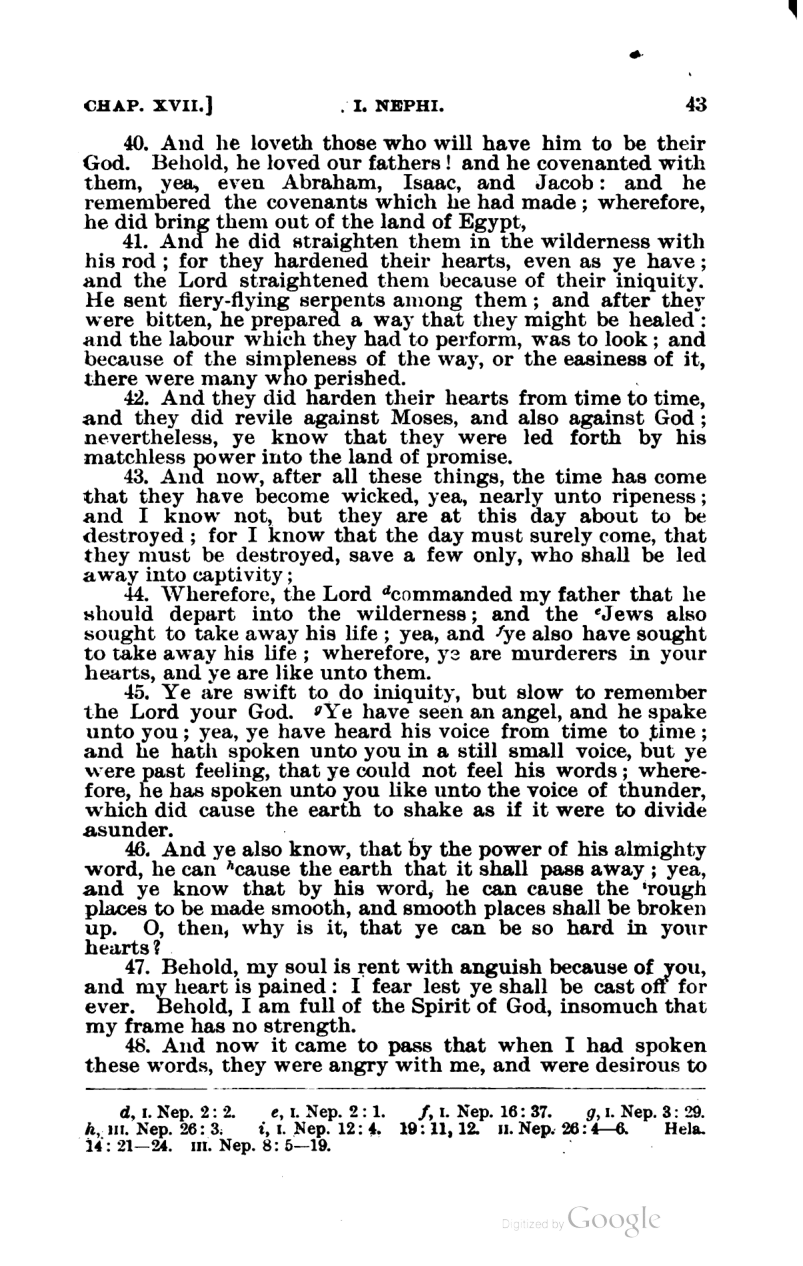 CHAP. XVII.] I. NEPHI. 43
40. And he loveth those who will have him to be their
God. Behold, he loved our fathers! and he covenanted with
them, yea, even Abraham, Isaac, and Jacob: and he
remembered the covenants which he had made; wherefore,
he did bring them out of the land of Egypt,
41. And he did straighten them in the wilderness with
his rod; for they hardened their hearts, even as ye have;
and the Lord straightened them because of their iniquity.
He sent fiery-flying serpents among them; and after they
were bitten, he prepared a way that they might be healed:
and the labour which they had to perform, was to look; and
because of the simpleness of the way, or the easiness of it,
there were many who perished.
42. And they did harden their hearts from time to time,
and they did revile against Moses, and also against God;
nevertheless, ye know that they were led forth by his
matchless power into the land of promise.
43. And now, after all these things, the time has come
that they have become wicked, yea, nearly unto ripeness;
and I know not, but they are at this day about to be
destroyed; for I know that the day must surely come, that
they must be destroyed, save a few only, who shall be led
away into captivity;
44. Wherefore, the Lord dcommanded my father that he
should depart into the wilderness; and the eJews also
sought to take away his life; yea, and fye also have sought
to take away his life; wherefore, ye are murderers in your
hearts, and ye are like unto them.
45. Ye are swift to do iniquity, but slow to remember
the Lord your God. gYe have seen an angel, and he spake
unto you; yea, ye have heard his voice from time to time;
and he hath spoken unto you in a still small voice, but ye
were past feeling, that ye could not feel his words; where-
fore, he has spoken unto you like unto the voice of thunder,
which did cause the earth to shake as if it were to divide
asunder.
46. And ye also know, that by the power of his almighty
word, he can hcause the earth that it shall pass away; yea,
and ye know that by his word, he can cause the irough
places to be made smooth, and smooth places shall be broken
up. O, then, why is it, that ye can be so hard in your
hearts?
47. Behold, my soul is rent with anguish because of you,
and my heart is pained: I fear lest ye shall be cast off for
ever. Behold, I am full of the Spirit of God, insomuch that
my frame has no strength.
48. And now it came to pass that when I had spoken
these words, they were angry with me, and were desirous to
d, I. Nep. 2: 2. e, I. Nep. 2: 1. f, I. Nep. 16: 37. g, I. Nep. 3: 29.
h, III. Nep. 26: 3. i, I. Nep. 12: 4. 19: 11, 12. II. Nep. 26: 4—6. Hela.
14: 21—24. III. Nep. 8: 5—19.
Digitized by Google